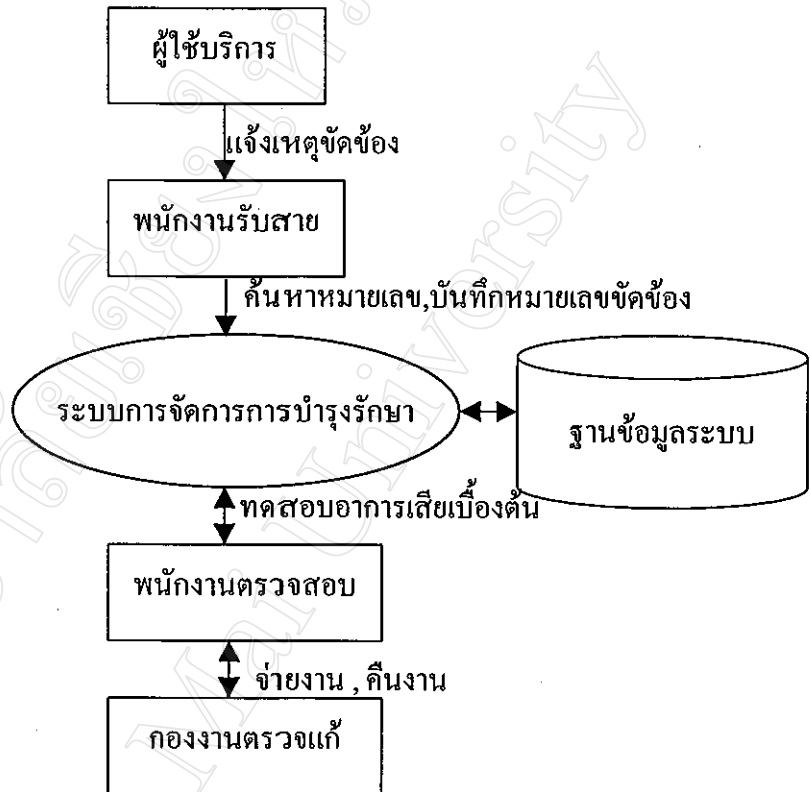 ผู้ใช้บริการ
แจ้งเหตุขัดข้อง
พนักงานรับสาย
ค้นหาหมายเลข,บันทึกหมายเลขขัดข้อง
ระบบการจัดการการบำรุงรักษา
ฐานข้อมูลระบบ
ทดสอบอาการเสียเบื้องต้น
พนักงานตรวจสอบ
จ่ายงาน , คืนงาน
กองงานตรวจแก้
Mai University